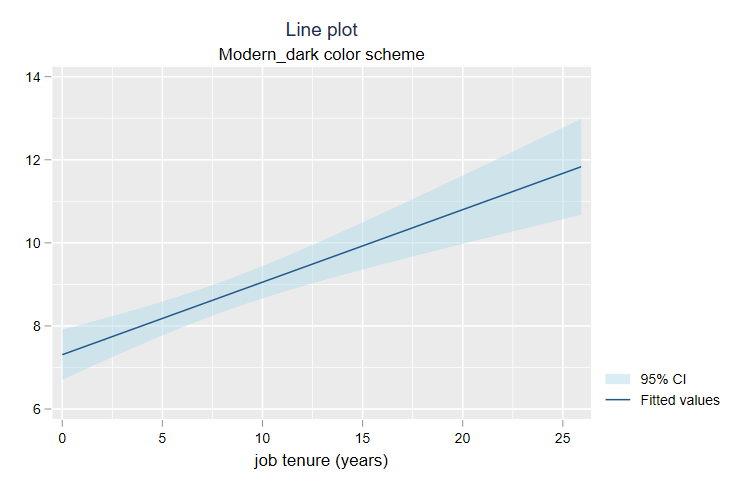 Line plot
Modern_dark color scheme
14
12
10
8
6
0 5 10 15 20 25
job tenure (years)
95% CI
Fitted values